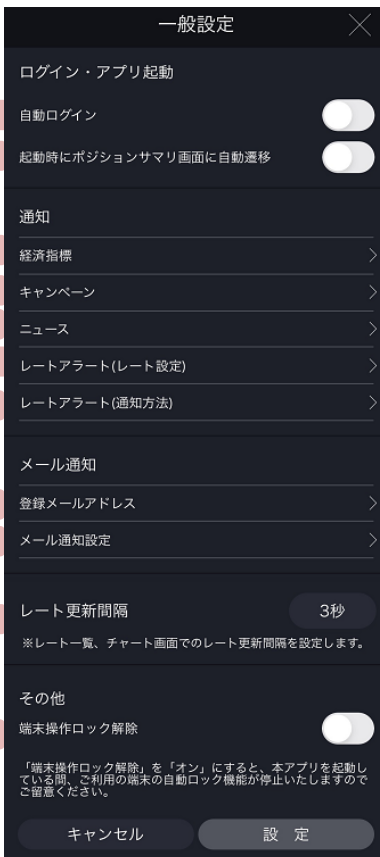 一般設定
ログイン・アプリ起動
自動ログイン
起動時にポジションサマリ画面に自動遷移
通知
経済指標
キャンペーン
ニュース
レートアラート(レート設定)
レートアラート(通知方法)
メール通知
登録メールアドレス
メール通知設定
レート更新間隔
3秒
※レート一覧、チャート画面でのレート更新間隔を設定します。
その他
端末操作ロック解除
「端末操作ロック解除」を「オン」にすると、本アプリを起動し
ている間、ご利用の端末の自動ロック機能が停止いたしますので
ご留意ください。
キャンセル
設 定